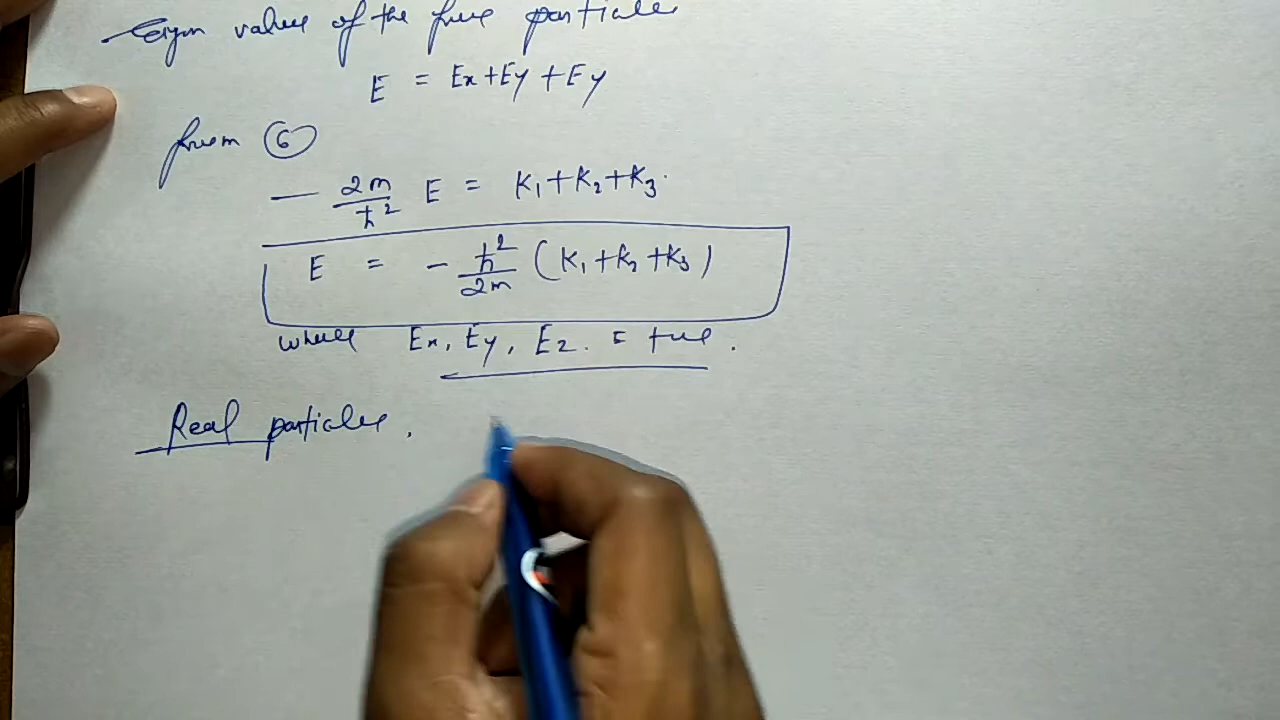 Eigen value of the free particle
E = Ex + Ey + Ey
from ⑥
- 2m/ħ² E = K₁ + K₂ + K₃.
E = - ħ²/2m (K₁ + K₂ + K₃)
where Ex, Ey, Ez. = +ve.
Real particles.